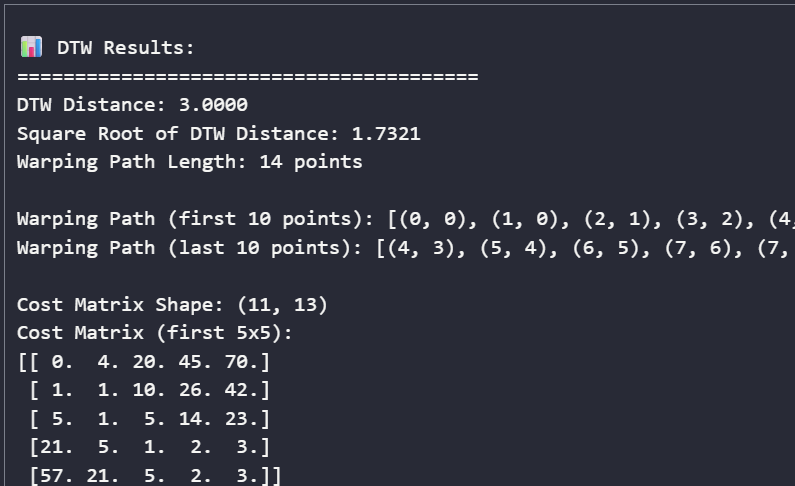 📊 DTW Results:
========================================
DTW Distance: 3.0000
Square Root of DTW Distance: 1.7321
Warping Path Length: 14 points
Warping Path (first 10 points): [(0, 0), (1, 0), (2, 1), (3, 2), (4,
Warping Path (last 10 points): [(4, 3), (5, 4), (6, 5), (7, 6), (7,
Cost Matrix Shape: (11, 13)
Cost Matrix (first 5x5):
[[ 0.  4. 20. 45. 70.]
 [ 1.  1. 10. 26. 42.]
 [ 5.  1.  5. 14. 23.]
 [21.  5.  1.  2.  3.]
 [57. 21.  5.  2.  3.]]